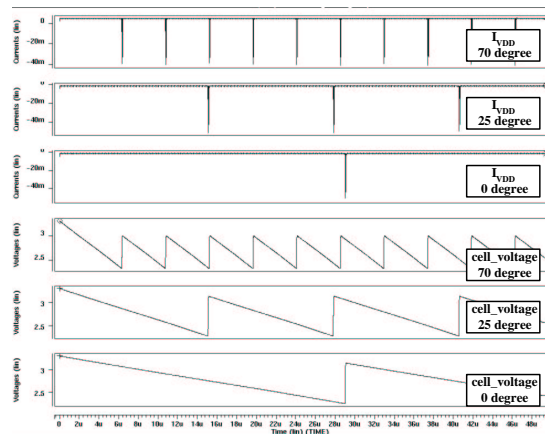 Currents (lin)
0
-20m
-40m
I_VDD
70 degree
Currents (lin)
0
-20m
-40m
I_VDD
25 degree
Currents (lin)
0
-20m
-40m
I_VDD
0 degree
Voltages (lin)
3
2.5
cell_voltage
70 degree
Voltages (lin)
3
2.5
cell_voltage
25 degree
Voltages (lin)
3
2.5
cell_voltage
0 degree
0 2u 4u 6u 8u 10u 12u 14u 16u 18u 20u 22u 24u 26u 28u 30u 32u 34u 36u 38u 40u 42u 44u 46u 48u
Time (lin) (TIME)